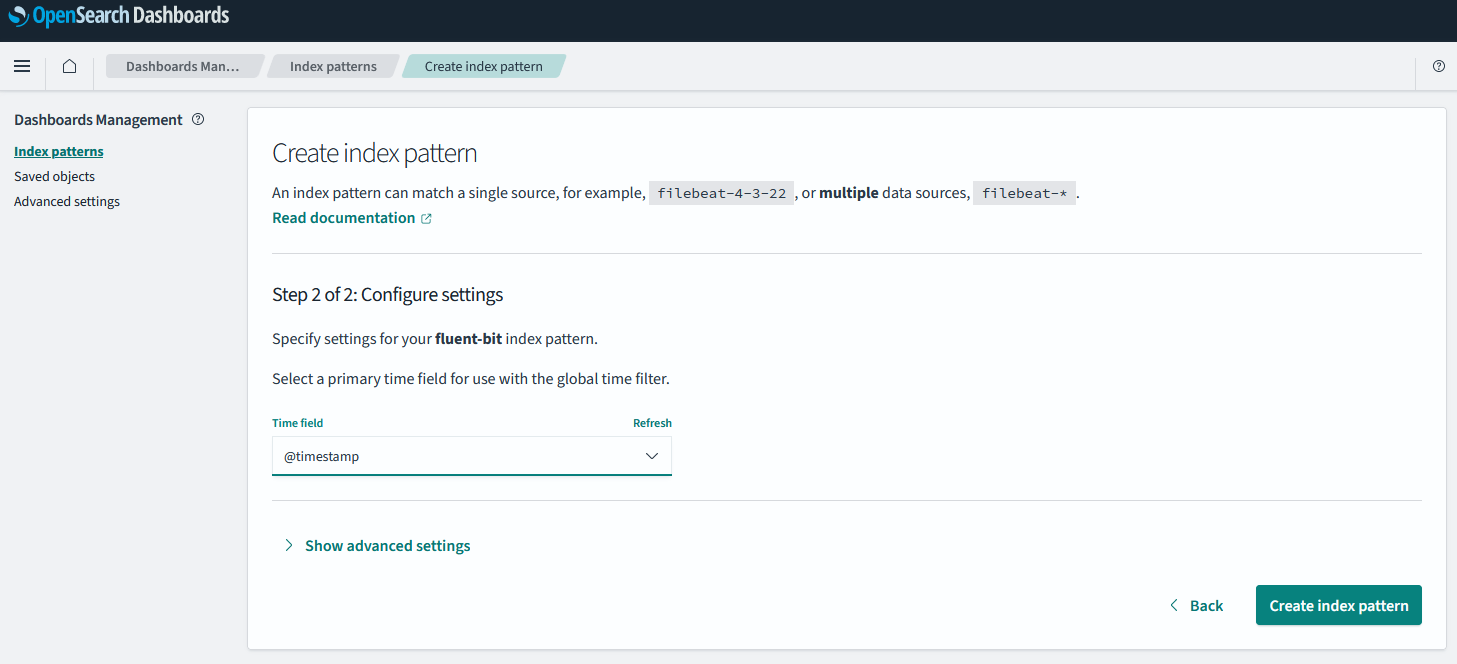 OpenSearch Dashboards
Dashboards Man...
Index patterns
Create index pattern
Dashboards Management
Index patterns
Saved objects
Advanced settings
Create index pattern
An index pattern can match a single source, for example, filebeat-4-3-22 , or multiple data sources, filebeat-* .
Read documentation
Step 2 of 2: Configure settings
Specify settings for your fluent-bit index pattern.
Select a primary time field for use with the global time filter.
Time field Refresh
@timestamp
Show advanced settings
Back
Create index pattern